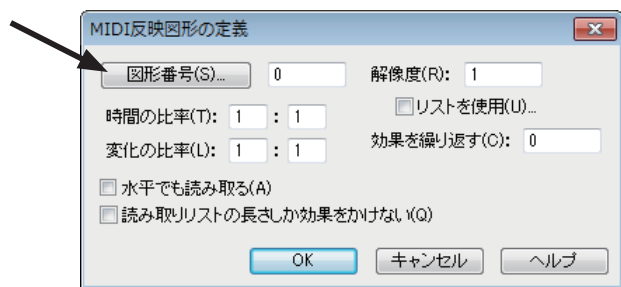 MIDI反映図形の定義
図形番号(S)... 0 解像度(R): 1
リストを使用(U)...
時間の比率(T): 1 : 1
効果を繰り返す(C): 0
変化の比率(L): 1 : 1
水平でも読み取る(A)
読み取りリストの長さしか効果をかけない(Q)
OK キャンセル ヘルプ